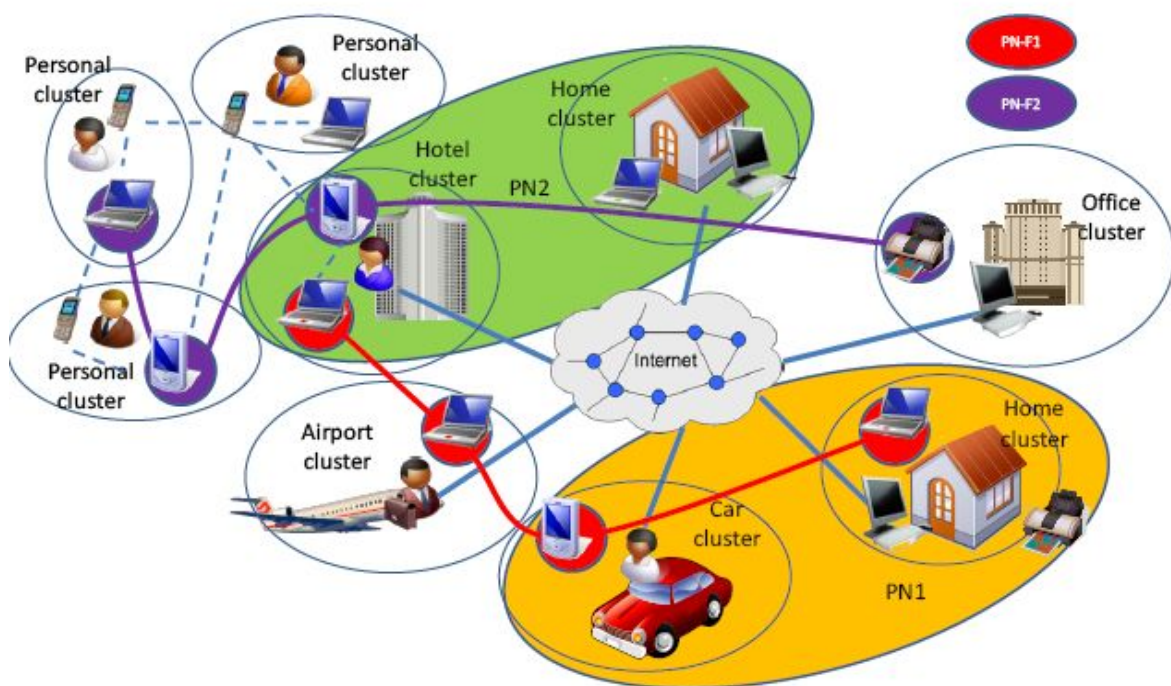 Personal
cluster
Personal
cluster
PN-F1
PN-F2
Home
cluster
Hotel
cluster
PN2
Office
cluster
Internet
Personal
cluster
Airport
cluster
Home
cluster
Car
cluster
PN1